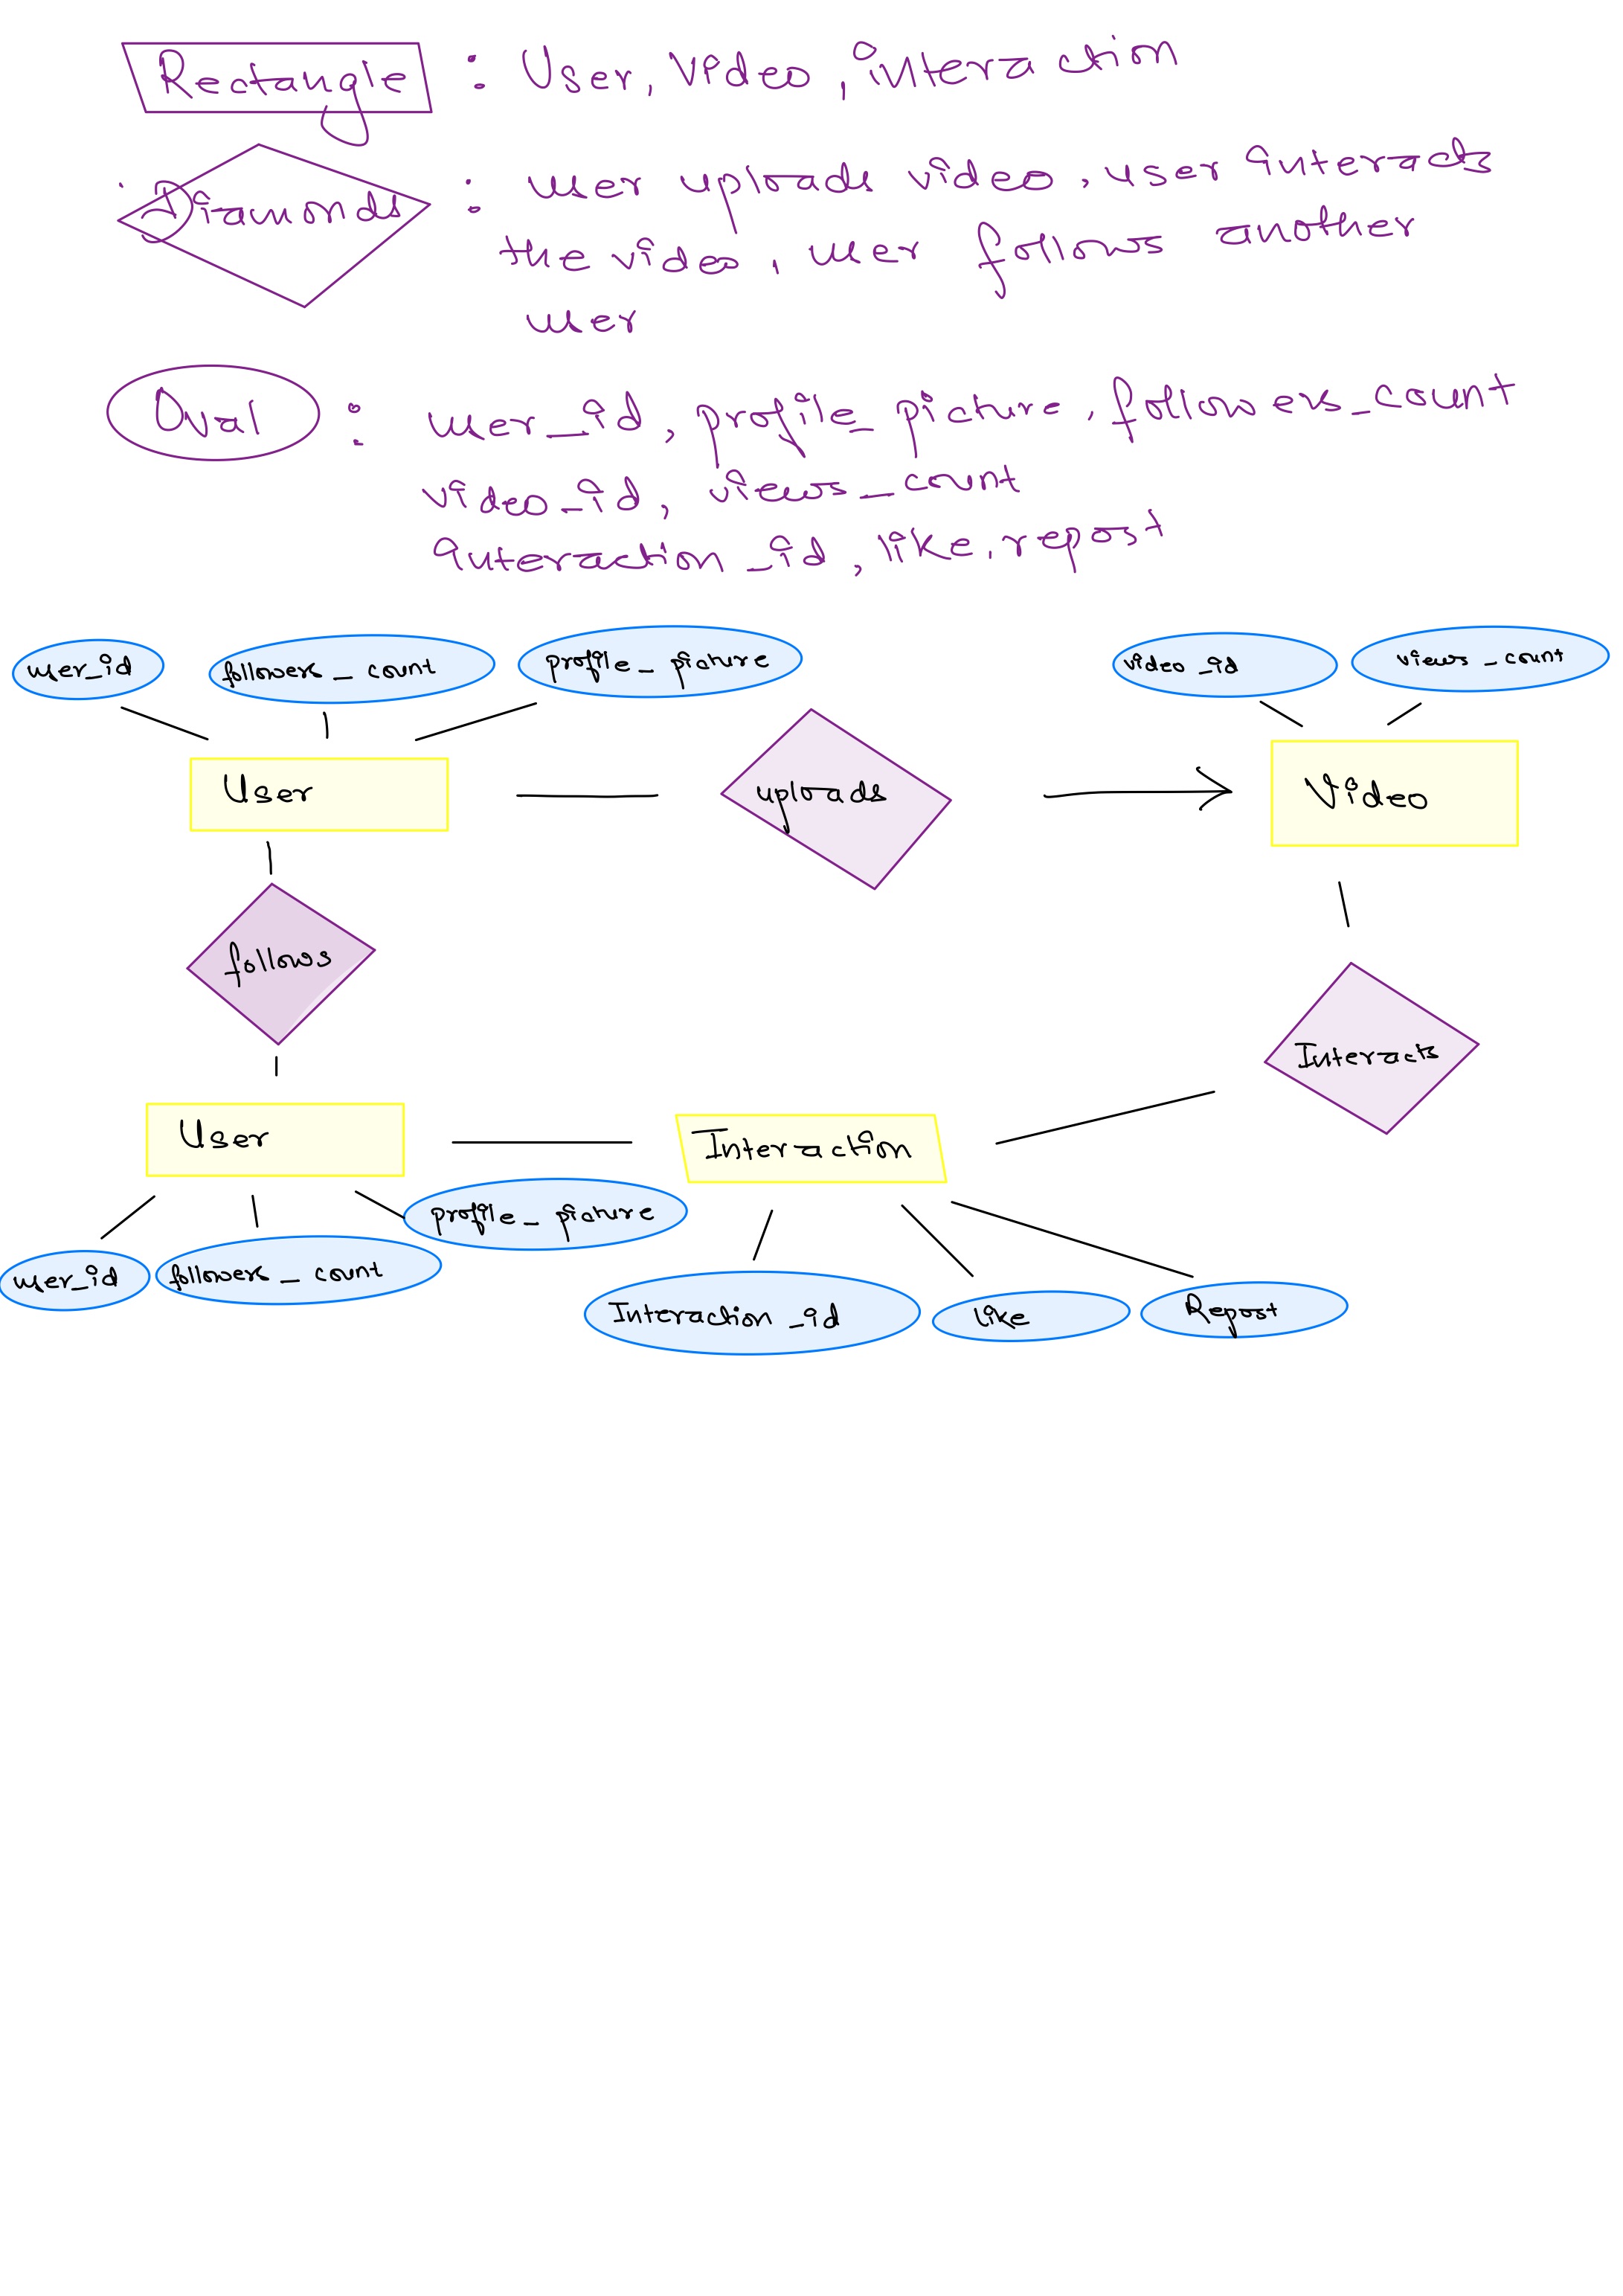 Rectangle : User, Video, interaction
Diamonds : user uploads video, user interacts
the video, user follows another
user
Oval : user_id, profile_picture, followers_count
video_id, views_count
interaction_id, like, repost
user_id followers_count profile_picture video_id views_count
User uploads Video
follows
Interacts
User Interaction
profile_picture
user_id followers_count
Interaction_id like Repost